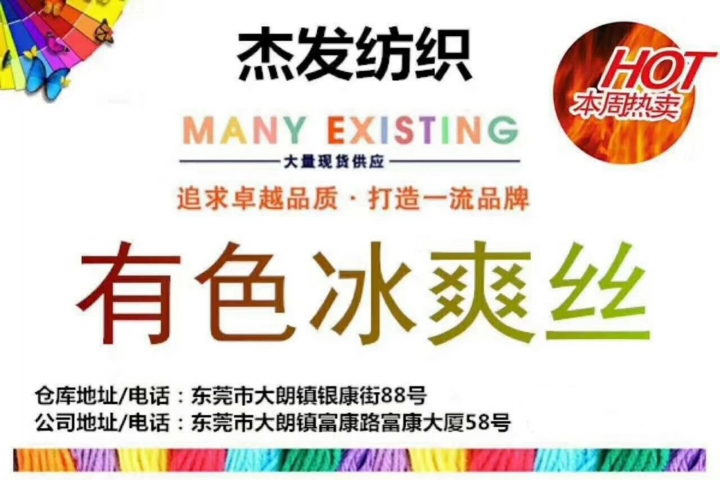 杰发纺织
HOT
本周热卖
MANY EXISTING
大量现货供应
追求卓越品质·打造一流品牌
有色冰爽丝
仓库地址/电话：东莞市大朗镇银康街88号
公司地址/电话：东莞市大朗镇富康路富康大厦58号